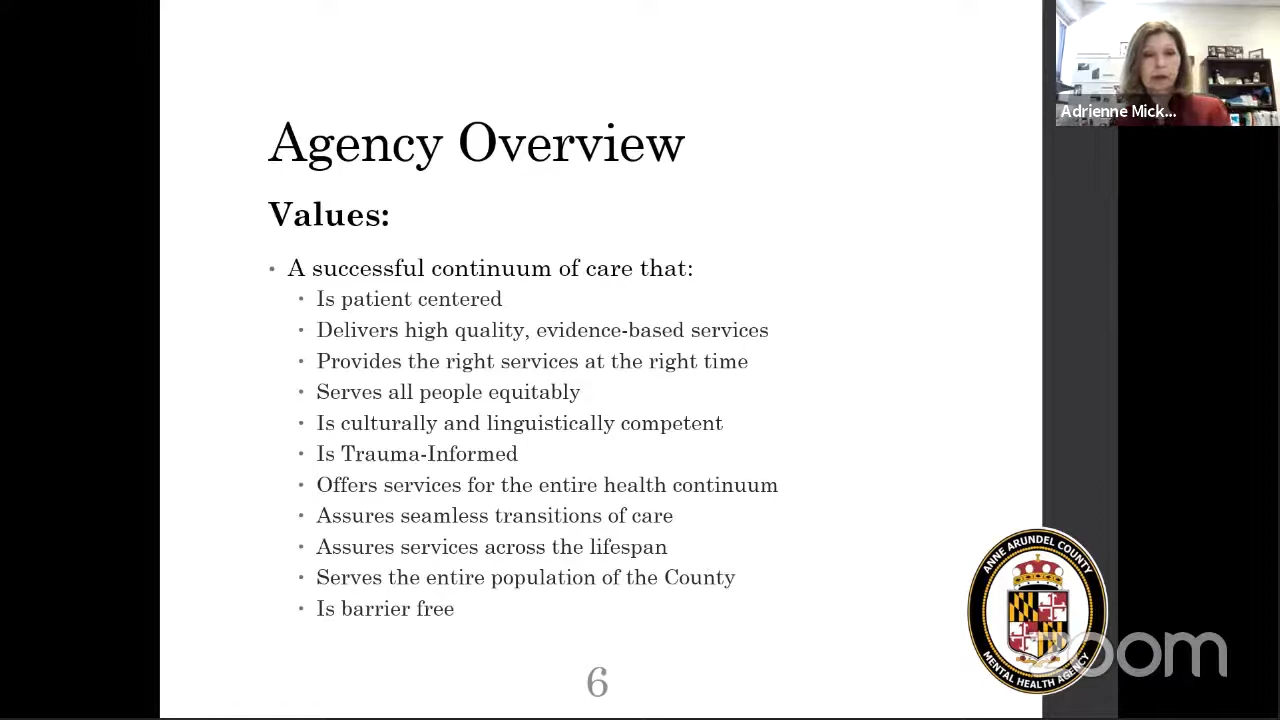 Agency Overview
Values:
• A successful continuum of care that:
• Is patient centered
• Delivers high quality, evidence-based services
• Provides the right services at the right time
• Serves all people equitably
• Is culturally and linguistically competent
• Is Trauma-Informed
• Offers services for the entire health continuum
• Assures seamless transitions of care
• Assures services across the lifespan
• Serves the entire population of the County
• Is barrier free
6
Adrienne Mick...
ANNE ARUNDEL COUNTY
MENTAL HEALTH AGENCY
zoom